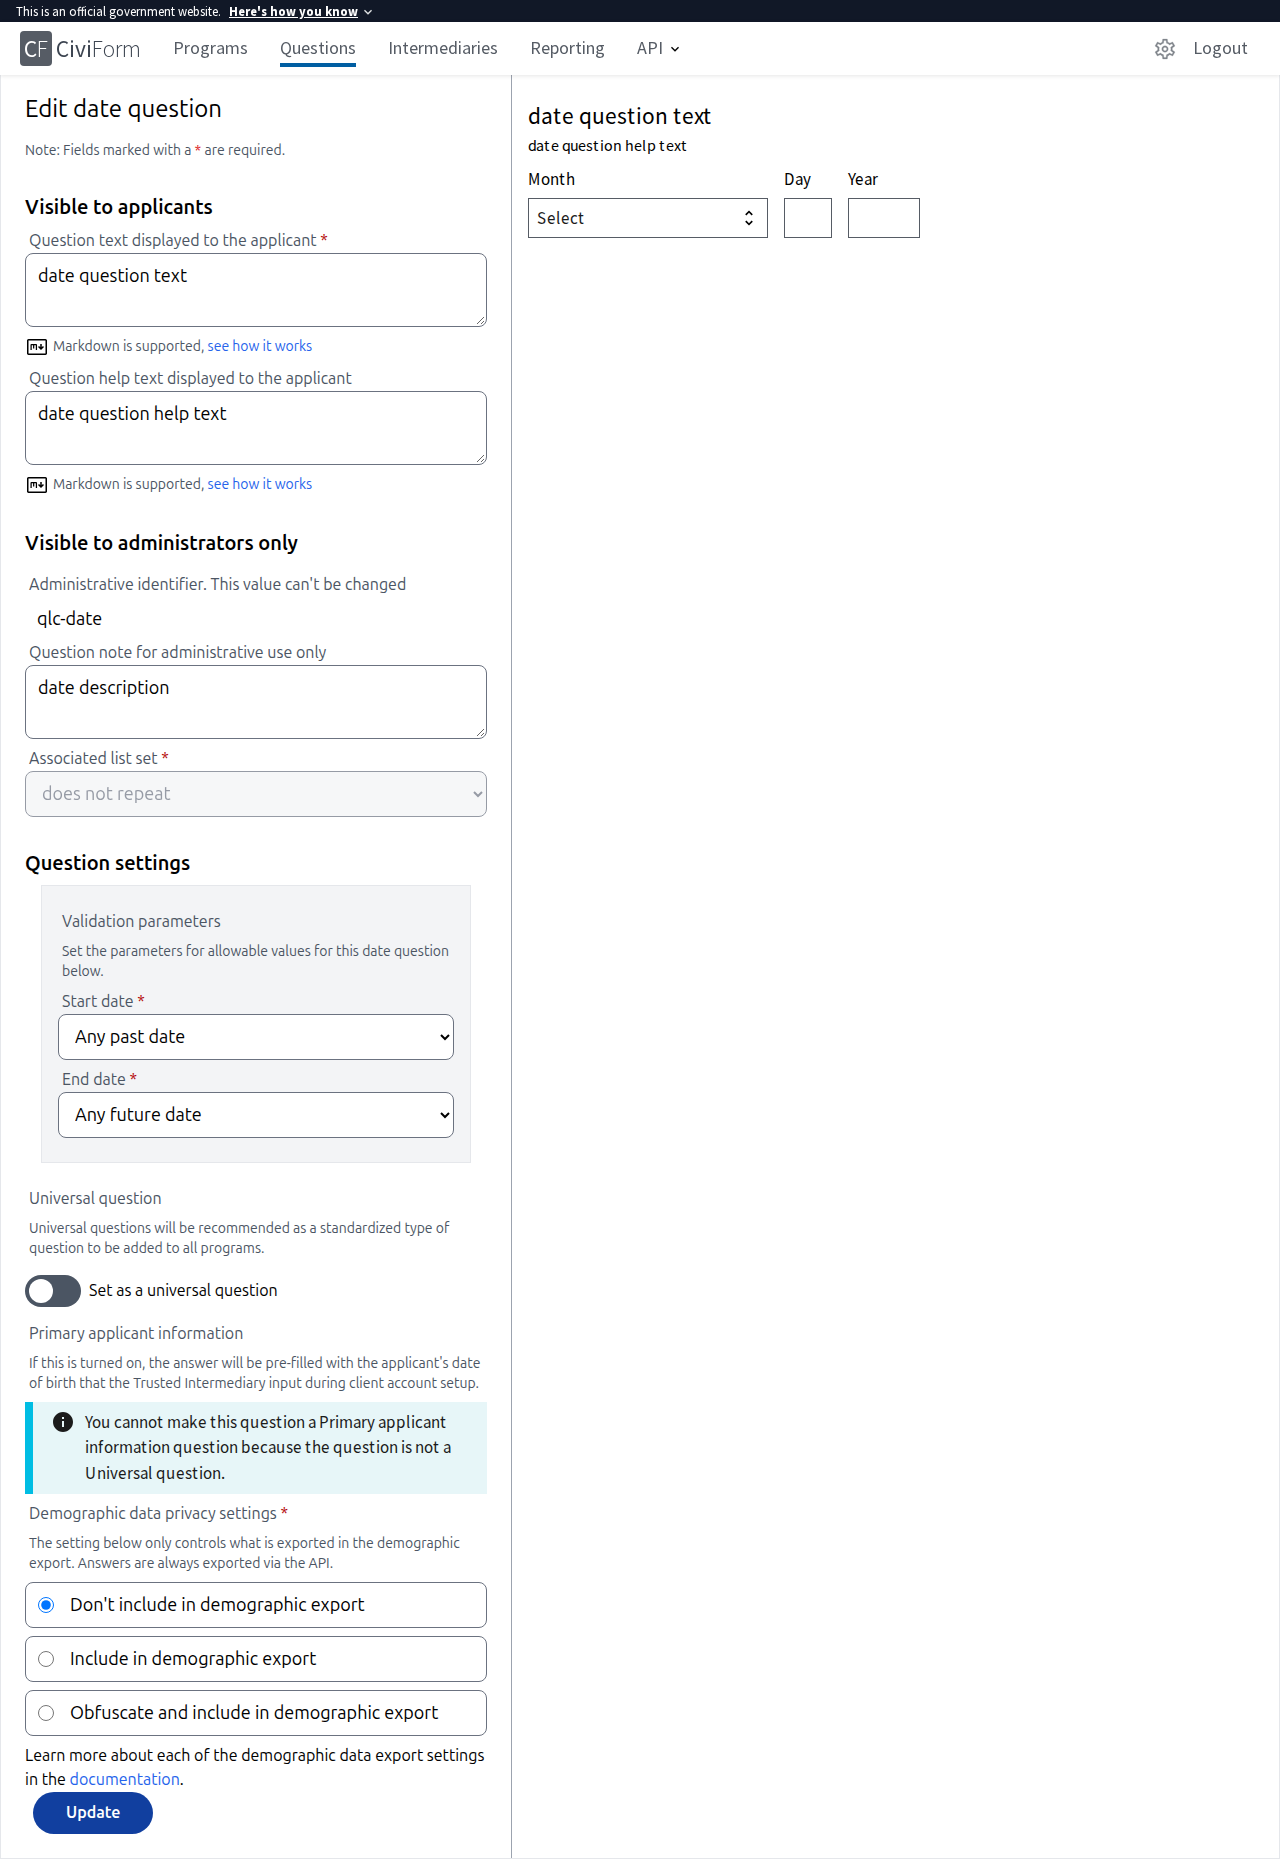 This is an official government website. Here's how you know
CF CiviForm Programs Questions Intermediaries Reporting API Logout
Edit date question
Note: Fields marked with a * are required.
Visible to applicants
Question text displayed to the applicant *
date question text
Markdown is supported, see how it works
Question help text displayed to the applicant
date question help text
Markdown is supported, see how it works
Visible to administrators only
Administrative identifier. This value can't be changed
qlc-date
Question note for administrative use only
date description
Associated list set *
does not repeat
Question settings
Validation parameters
Set the parameters for allowable values for this date question
below.
Start date *
Any past date
End date *
Any future date
Universal question
Universal questions will be recommended as a standardized type of
question to be added to all programs.
Set as a universal question
Primary applicant information
If this is turned on, the answer will be pre-filled with the applicant's date
of birth that the Trusted Intermediary input during client account setup.
You cannot make this question a Primary applicant
information question because the question is not a
Universal question.
Demographic data privacy settings *
The setting below only controls what is exported in the demographic
export. Answers are always exported via the API.
Don't include in demographic export
Include in demographic export
Obfuscate and include in demographic export
Learn more about each of the demographic data export settings
in the documentation.
Update
date question text
date question help text
Month Day Year
Select